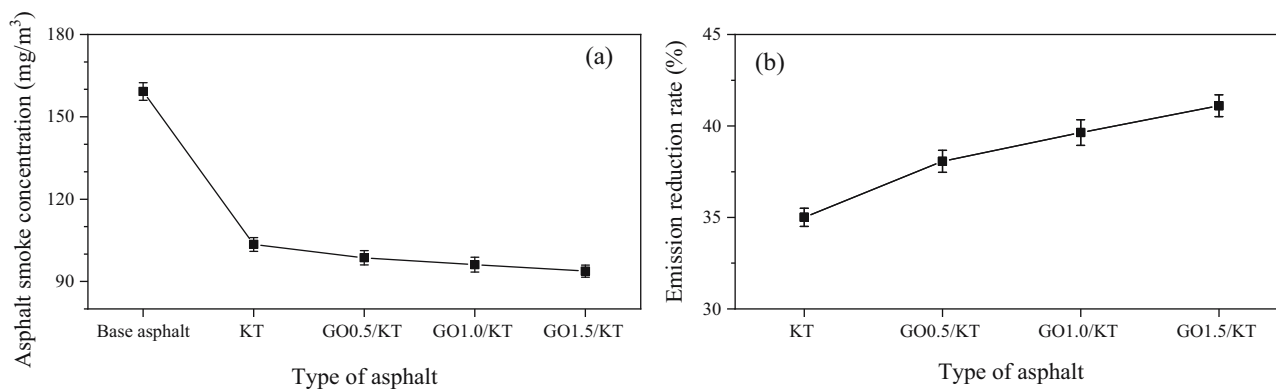 Asphalt smoke concentration (mg/m³)
180
150
120
90
(a)
Base asphalt KT GO0.5/KT GO1.0/KT GO1.5/KT
Type of asphalt
Emission reduction rate (%)
45
40
35
30
(b)
KT GO0.5/KT GO1.0/KT GO1.5/KT
Type of asphalt